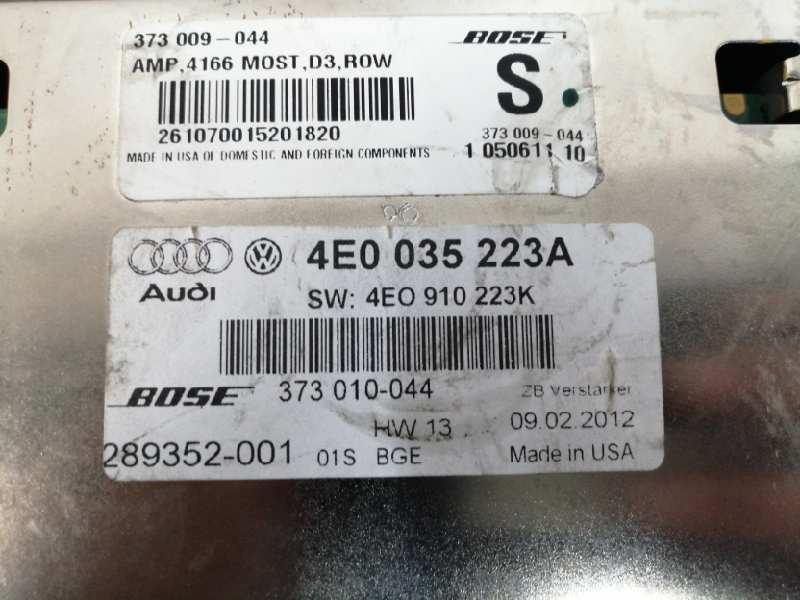 373 009-044
BOSE
AMP,4166 MOST,D3,ROW
S
261070015201820
373 009-044
MADE IN USA OF DOMESTIC AND FOREIGN COMPONENTS
1 050611 10
4E0 035 223A
Audi
SW: 4E0 910 223K
BOSE
373 010-044
ZB Verstärker
HW 13
09.02.2012
289352-001
01S BGE
Made in USA